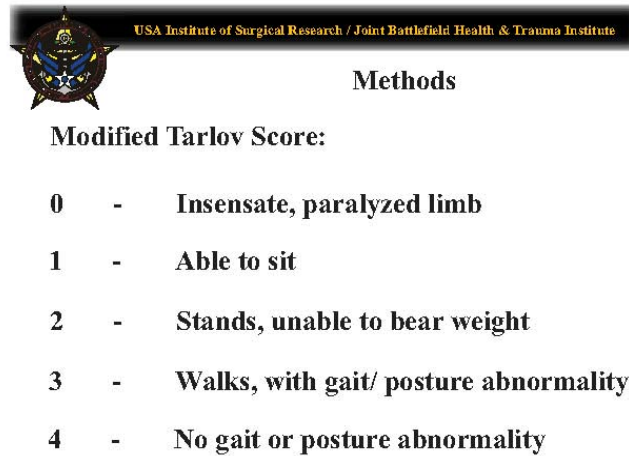 USA Institute of Surgical Research / Joint Battlefield Health & Trauma Institute
Methods
Modified Tarlov Score:
0 - Insensate, paralyzed limb
1 - Able to sit
2 - Stands, unable to bear weight
3 - Walks, with gait/ posture abnormality
4 - No gait or posture abnormality